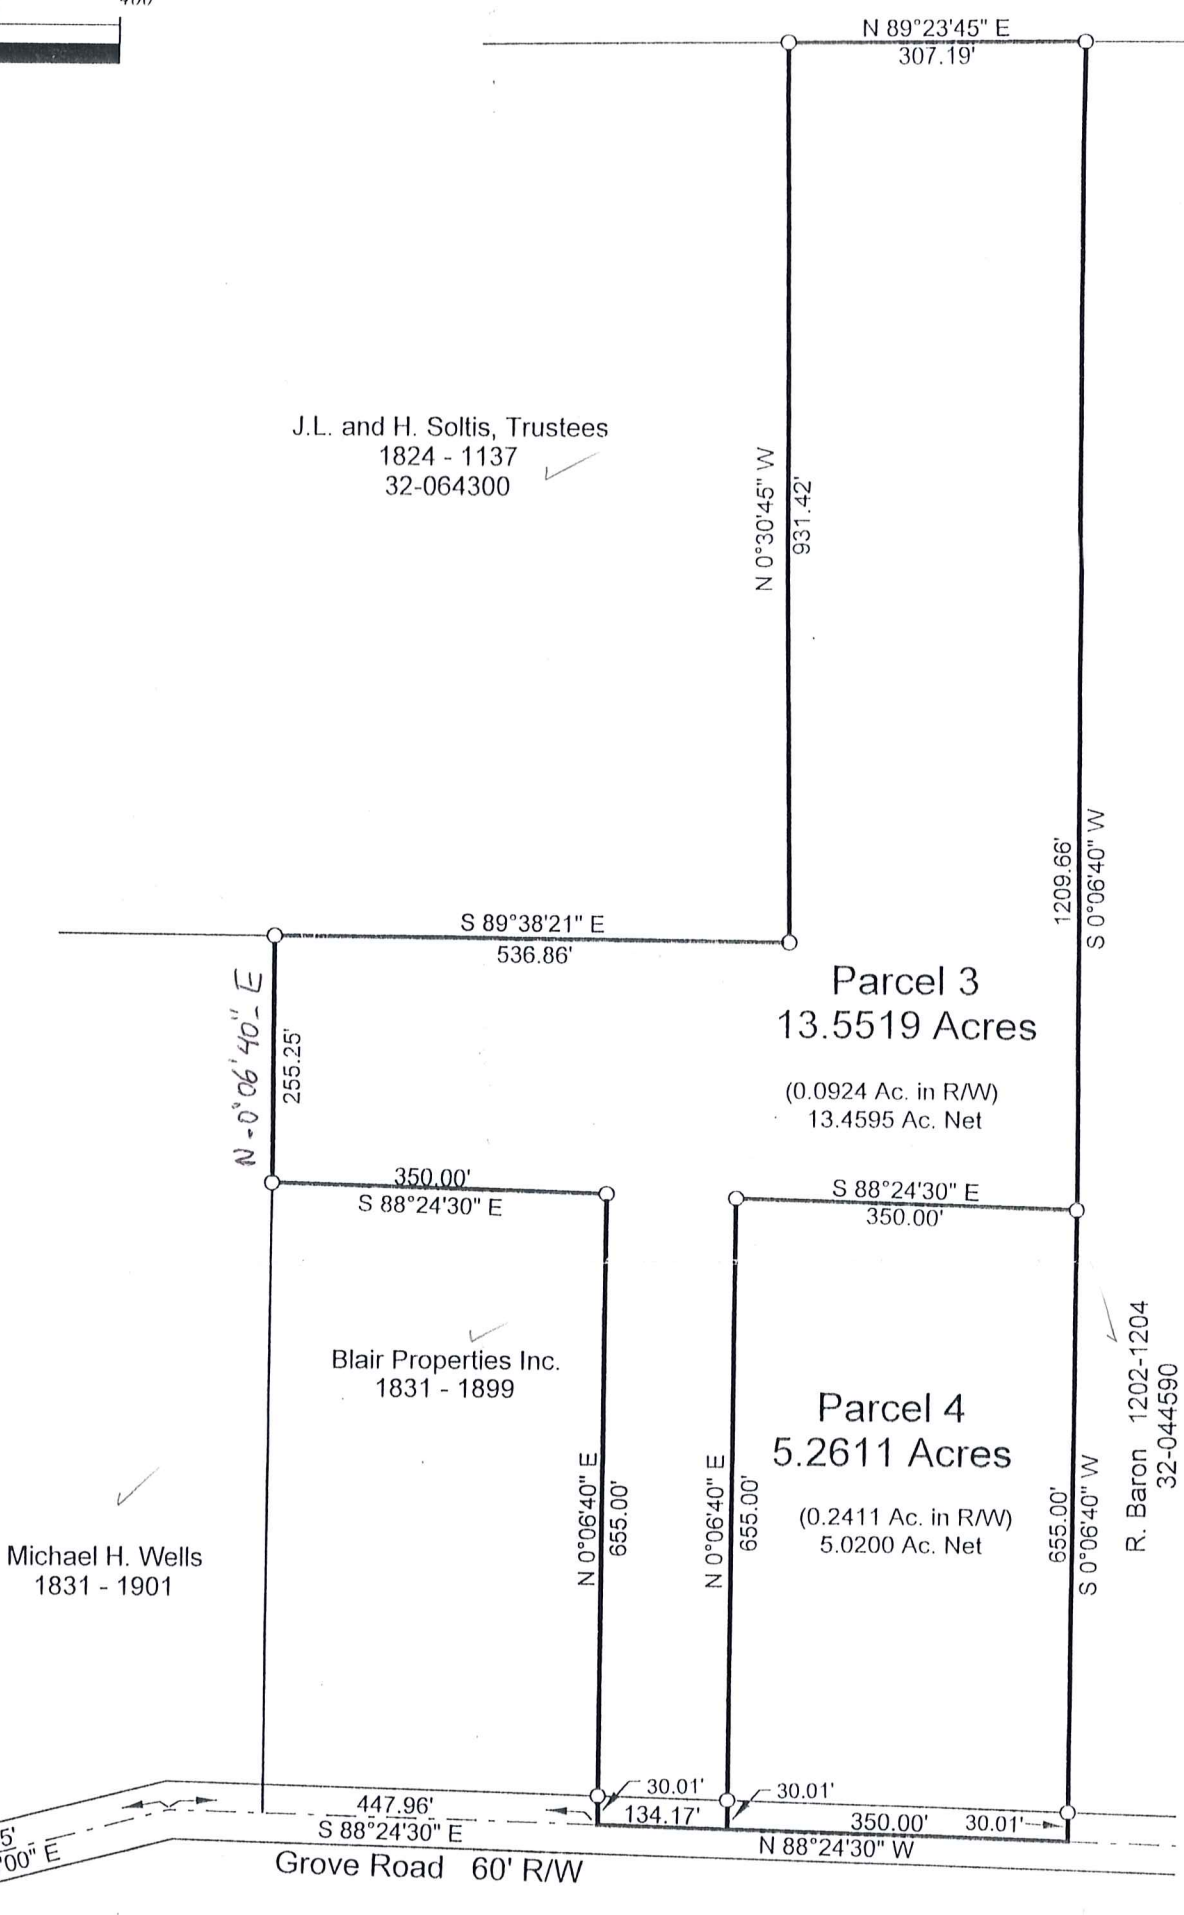 N 89°23'45" E
307.19'
J.L. and H. Soltis, Trustees
1824 - 1137
32-064300
N 0°30'45" W
931.42'
1209.66'
S 0°06'40" W
S 89°38'21" E
536.86'
Parcel 3
13.5519 Acres
(0.0924 Ac. in R/W)
13.4595 Ac. Net
N-0°06'40"-E
255.25'
350.00'
S 88°24'30" E
S 88°24'30" E
350.00'
Blair Properties Inc.
1831 - 1899
R. Baron 1202-1204
32-044590
Parcel 4
5.2611 Acres
(0.2411 Ac. in R/W)
5.0200 Ac. Net
N 0°06'40" E
655.00'
N 0°06'40" E
655.00'
655.00'
S 0°06'40" W
Michael H. Wells
1831 - 1901
30.01'
30.01'
447.96'
134.17'
350.00'
30.01'
S 88°24'30" E
N 88°24'30" W
5'
'00" E
Grove Road 60' R/W